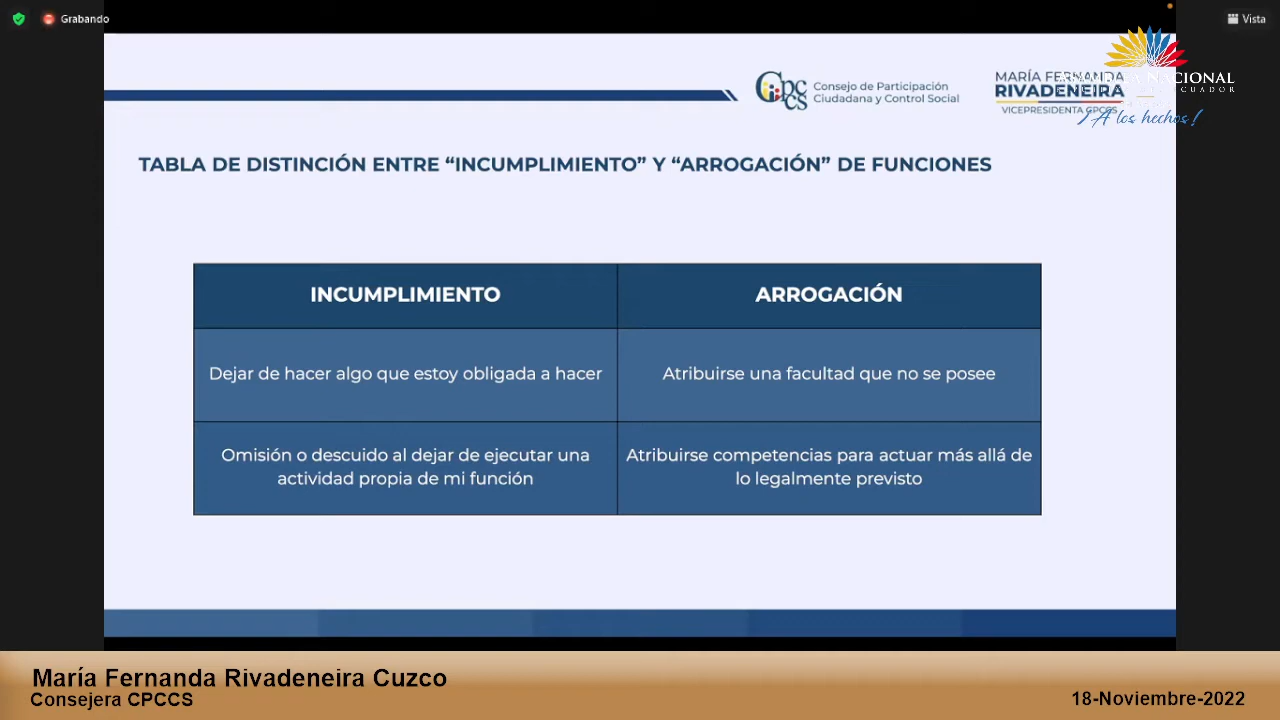 Grabando
Vista
Cpccs
Consejo de Participación
Ciudadana y Control Social
MARÍA FERNANDA
RIVADENEIRA
VICEPRESIDENTA CPCCS
NACIONAL
¡A los hechos!
TABLA DE DISTINCIÓN ENTRE “INCUMPLIMIENTO” Y “ARROGACIÓN” DE FUNCIONES
INCUMPLIMIENTO
ARROGACIÓN
Dejar de hacer algo que estoy obligada a hacer
Atribuirse una facultad que no se posee
Omisión o descuido al dejar de ejecutar una
actividad propia de mi función
Atribuirse competencias para actuar más allá de
lo legalmente previsto
María Fernanda Rivadeneira Cuzco
Consejera CPCCS
18-Noviembre-2022